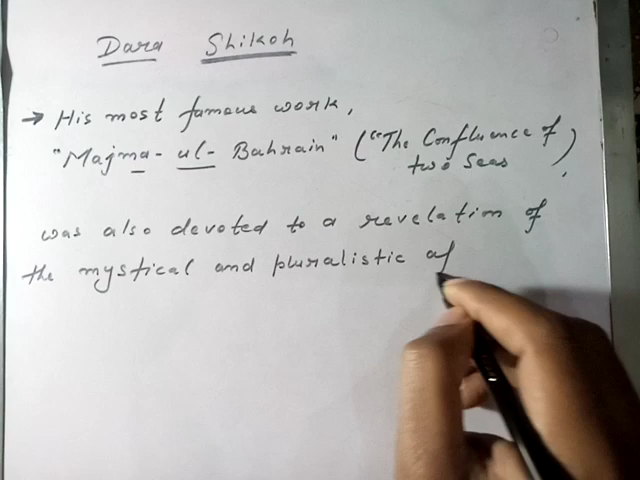 Dara Shikoh
→ His most famous work,
"Majma-ul-Bahrain" ("The Confluence of
two Seas),
was also devoted to a revelation of
the mystical and pluralistic af